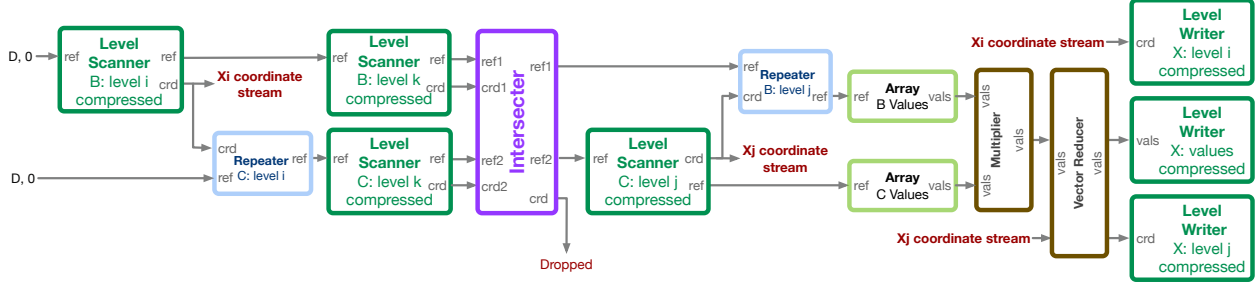 D, 0
ref
Level
Scanner
B: level i
compressed
ref
crd
Xi coordinate
stream
D, 0
crd
ref
Repeater
C: level i
ref
ref
Level
Scanner
B: level k
compressed
ref
crd
ref
Level
Scanner
C: level k
compressed
ref
crd
ref1
crd1
ref2
crd2
Intersecter
ref1
ref2
crd
Dropped
ref
Level
Scanner
C: level j
compressed
crd
ref
Xj coordinate
stream
ref
crd
Repeater
B: level j
ref
ref
Array
B Values
vals
ref
Array
C Values
vals
vals
vals
Multiplier
vals
vals
Vector Reducer
vals
Xi coordinate stream
Xj coordinate stream
crd
Level
Writer
X: level i
compressed
vals
Level
Writer
X: values
compressed
crd
Level
Writer
X: level j
compressed